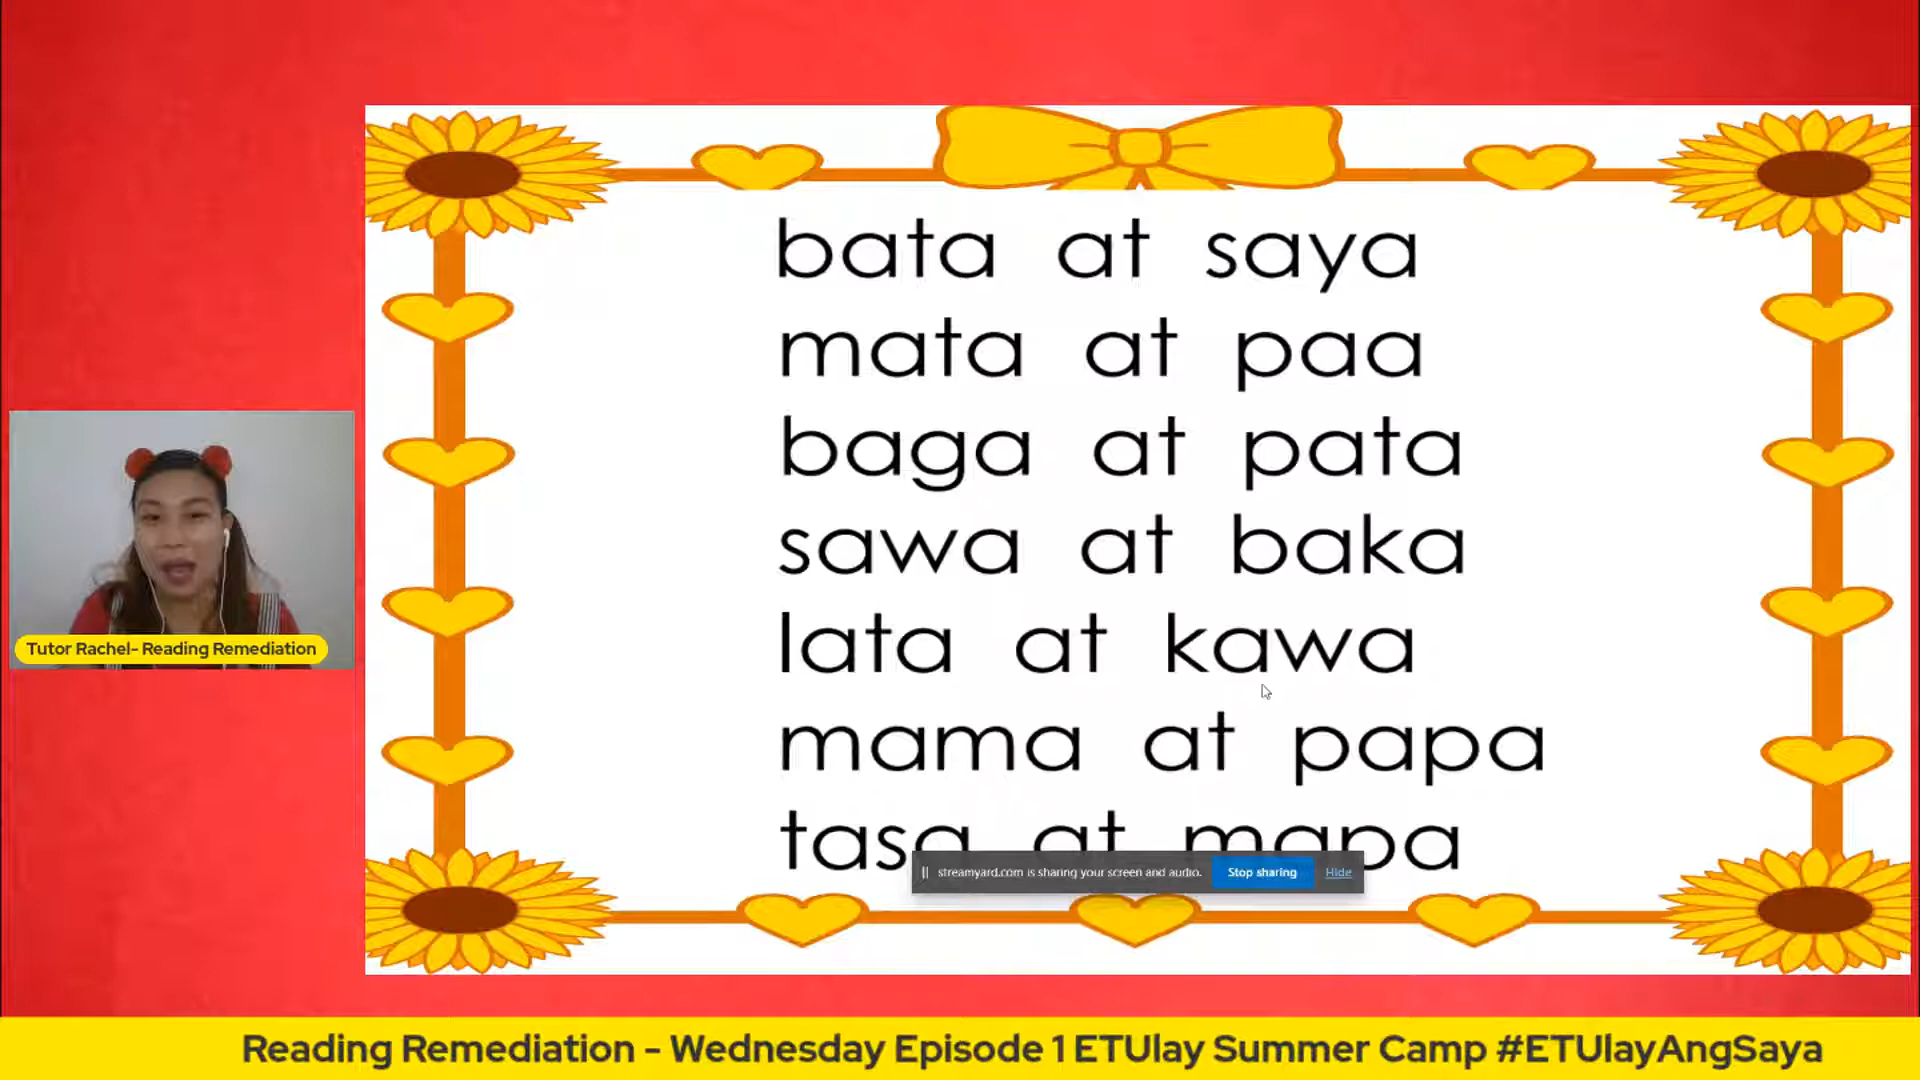 bata at saya
mata at paa
baga at pata
sawa at baka
lata at kawa
mama at papa
tasa at mapa
streamyard.com is sharing your screen and audio. Stop sharing Hide
Tutor Rachel- Reading Remediation
Reading Remediation - Wednesday Episode 1 ETUlay Summer Camp #ETUlayAngSaya